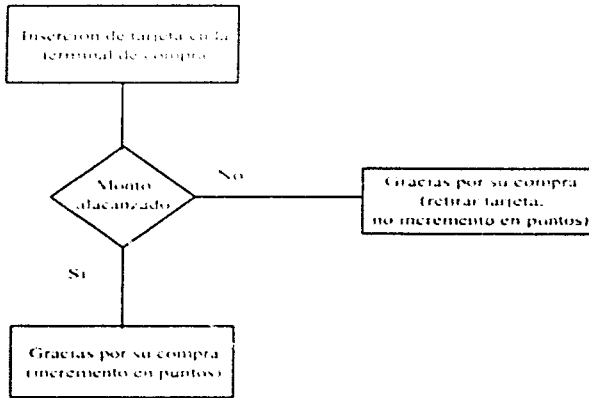 Inserción de tarjeta en la
terminal de compra
Monto
alacanzado
No
Gracias por su compra
(retirar tarjeta,
no incremento en puntos)
Si
Gracias por su compra
(incremento en puntos)